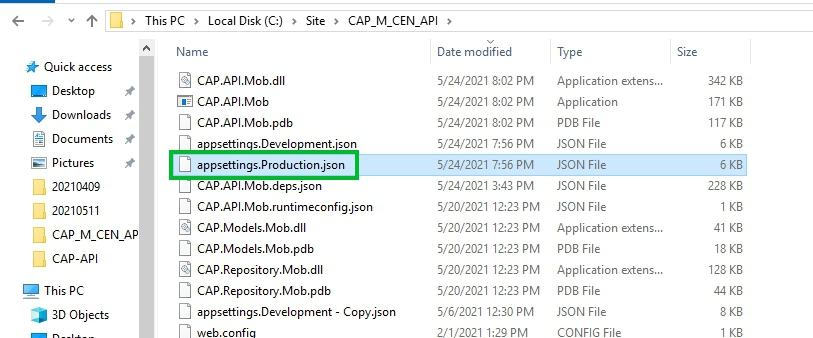 This PC > Local Disk (C:) > Site > CAP_M_CEN_API >
Name Date modified Type Size
Quick access
Desktop
Downloads
Documents
Pictures
20210409
20210511
CAP_M_CEN_AP
CAP-API
This PC
3D Objects
Desktop
CAP.API.Mob.dll 5/24/2021 8:02 PM Application extens... 342 KB
CAP.API.Mob 5/24/2021 8:02 PM Application 171 KB
CAP.API.Mob.pdb 5/24/2021 8:02 PM PDB File 117 KB
appsettings.Development.json 5/24/2021 7:56 PM JSON File 6 KB
appsettings.Production.json 5/24/2021 7:56 PM JSON File 6 KB
CAP.API.Mob.deps.json 5/24/2021 3:43 PM JSON File 228 KB
CAP.API.Mob.runtimeconfig.json 5/20/2021 12:23 PM JSON File 1 KB
CAP.Models.Mob.dll 5/20/2021 12:23 PM Application extens... 41 KB
CAP.Models.Mob.pdb 5/20/2021 12:23 PM PDB File 18 KB
CAP.Repository.Mob.dll 5/20/2021 12:23 PM Application extens... 128 KB
CAP.Repository.Mob.pdb 5/20/2021 12:23 PM PDB File 44 KB
appsettings.Development - Copy.json 5/6/2021 12:30 PM JSON File 8 KB
web.config 2/1/2021 1:29 PM CONFIG File 1 KB